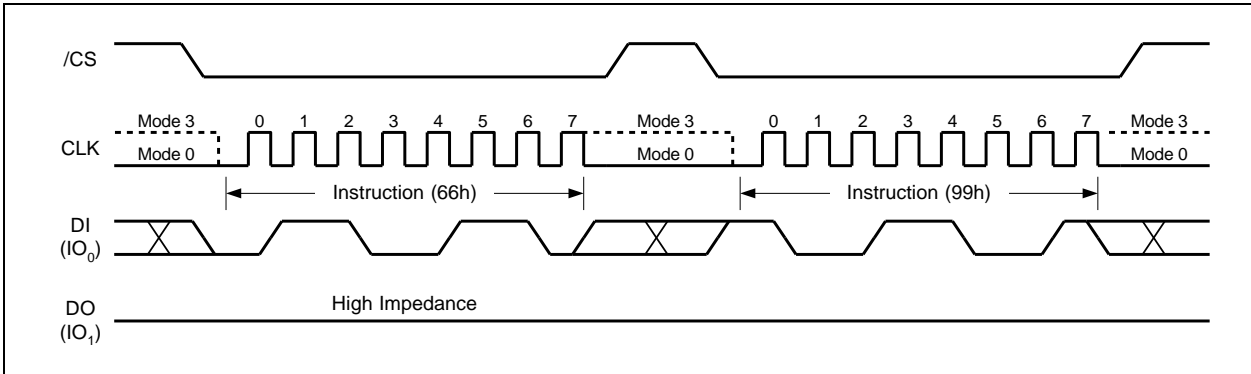 /CS
Mode 3 0 1 2 3 4 5 6 7 Mode 3 0 1 2 3 4 5 6 7 Mode 3
CLK Mode 0 Mode 0 Mode 0
Instruction (66h) Instruction (99h)
DI
(IO0)
DO High Impedance
(IO1)